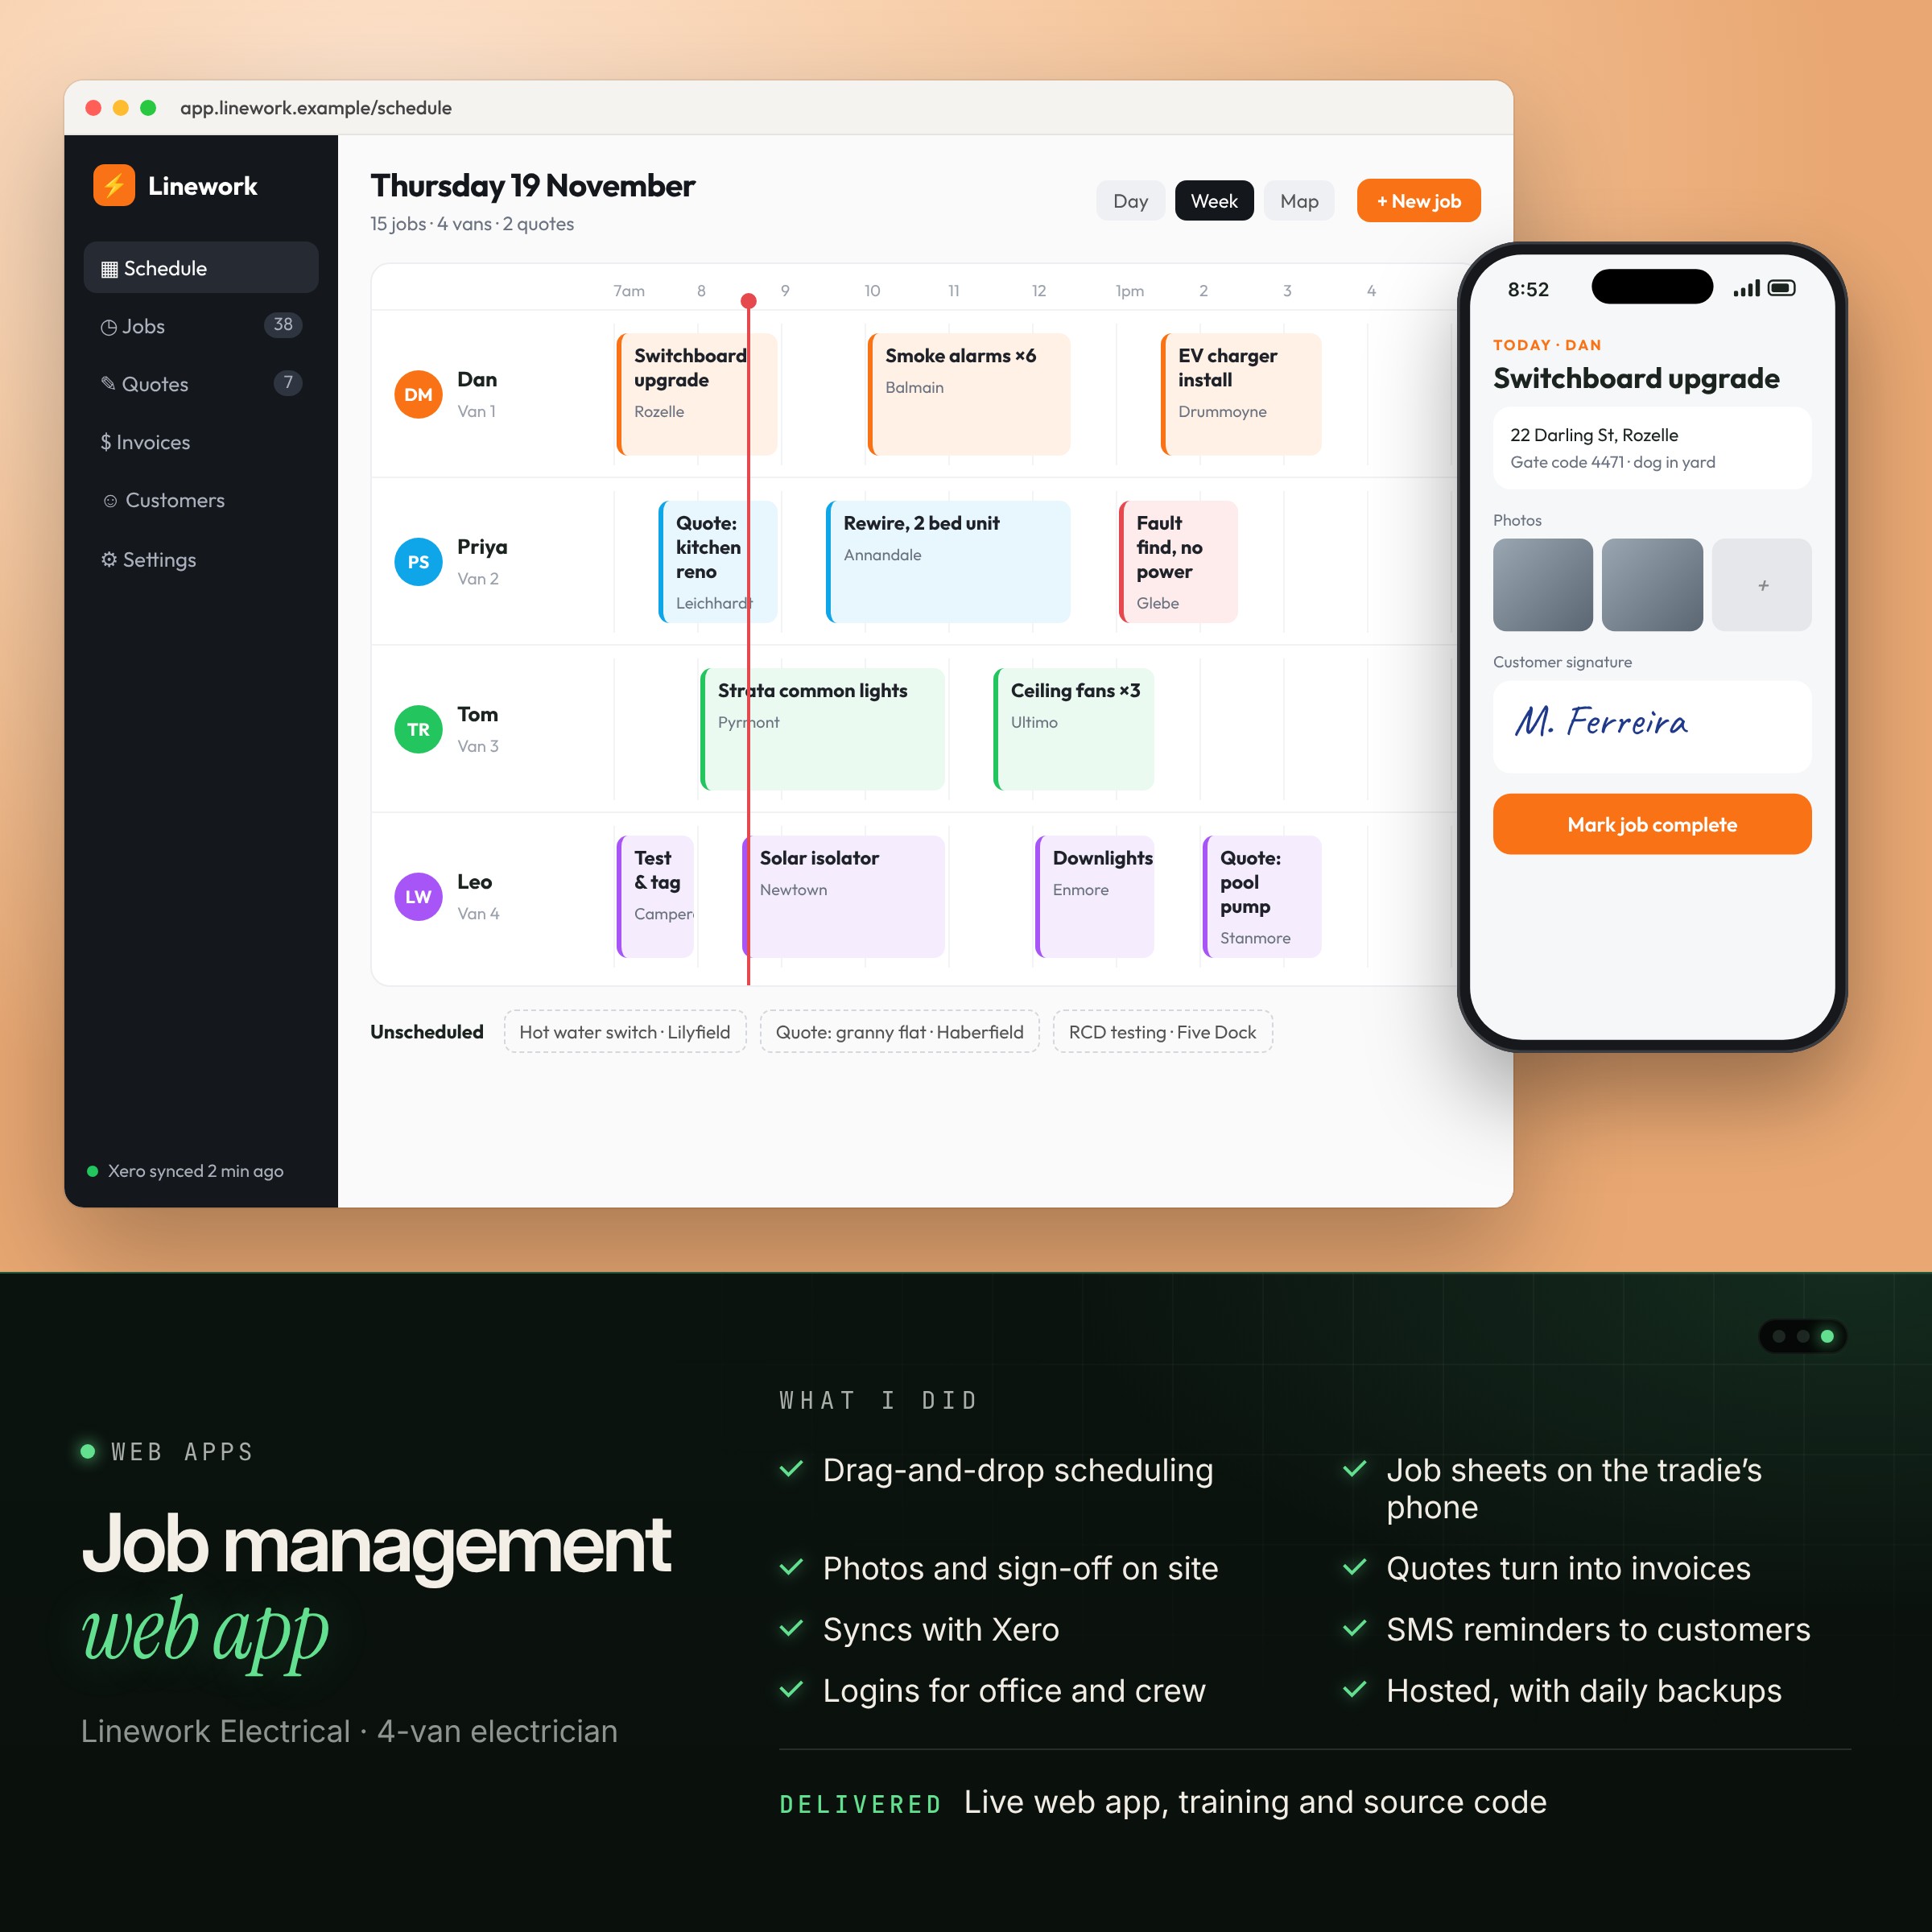 app.linework.example/schedule
⚡ Linework
▦ Schedule
◷ Jobs 38
✎ Quotes 7
$ Invoices
☺ Customers
⚙ Settings
Xero synced 2 min ago
Thursday 19 November
15 jobs · 4 vans · 2 quotes
Day Week Map + New job
7am 8 9 10 11 12 1pm 2 3 4
DM Dan
Van 1
Switchboard
upgrade
Rozelle
Smoke alarms ×6
Balmain
EV charger
install
Drummoyne
PS Priya
Van 2
Quote:
kitchen
reno
Leichhardt
Rewire, 2 bed unit
Annandale
Fault
find, no
power
Glebe
TR Tom
Van 3
Strata common lights
Pyrmont
Ceiling fans ×3
Ultimo
LW Leo
Van 4
Test
& tag
Camper
Solar isolator
Newtown
Downlights
Enmore
Quote:
pool
pump
Stanmore
Unscheduled Hot water switch · Lilyfield Quote: granny flat · Haberfield RCD testing · Five Dock
8:52
TODAY · DAN
Switchboard upgrade
22 Darling St, Rozelle
Gate code 4471 · dog in yard
Photos
+
Customer signature
M. Ferreira
Mark job complete
WEB APPS
Job management
web app
Linework Electrical · 4-van electrician
WHAT I DID
Drag-and-drop scheduling
Job sheets on the tradie’s
phone
Photos and sign-off on site
Quotes turn into invoices
Syncs with Xero
SMS reminders to customers
Logins for office and crew
Hosted, with daily backups
DELIVERED Live web app, training and source code